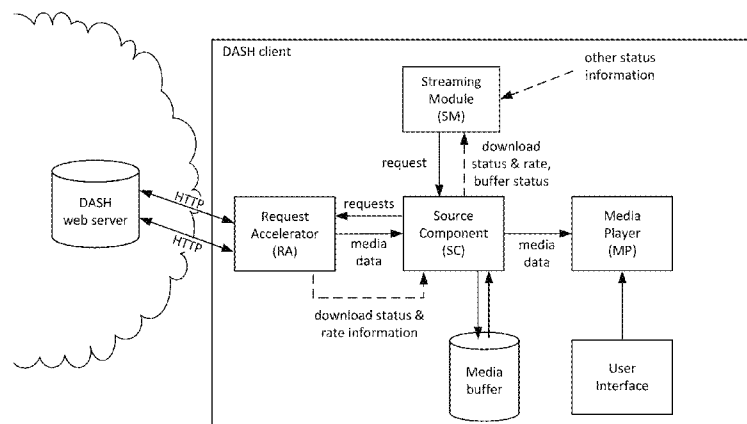 DASH client
other status
information
Streaming
Module
(SM)
request
download
status & rate,
buffer status
DASH
web server
HTTP
HTTP
Request
Accelerator
(RA)
requests
media
data
Source
Component
(SC)
media
data
Media
Player
(MP)
download status &
rate information
Media
buffer
User
Interface